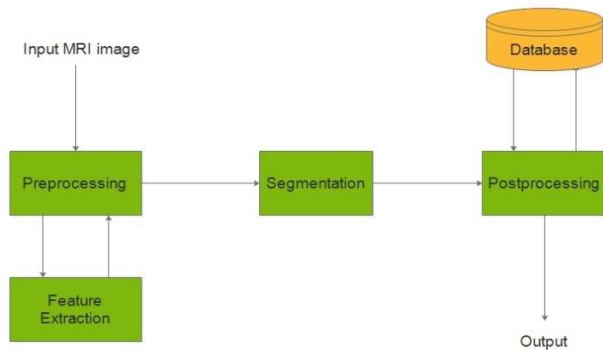 Input MRI image
Database
Preprocessing
Segmentation
Postprocessing
Feature
Extraction
Output